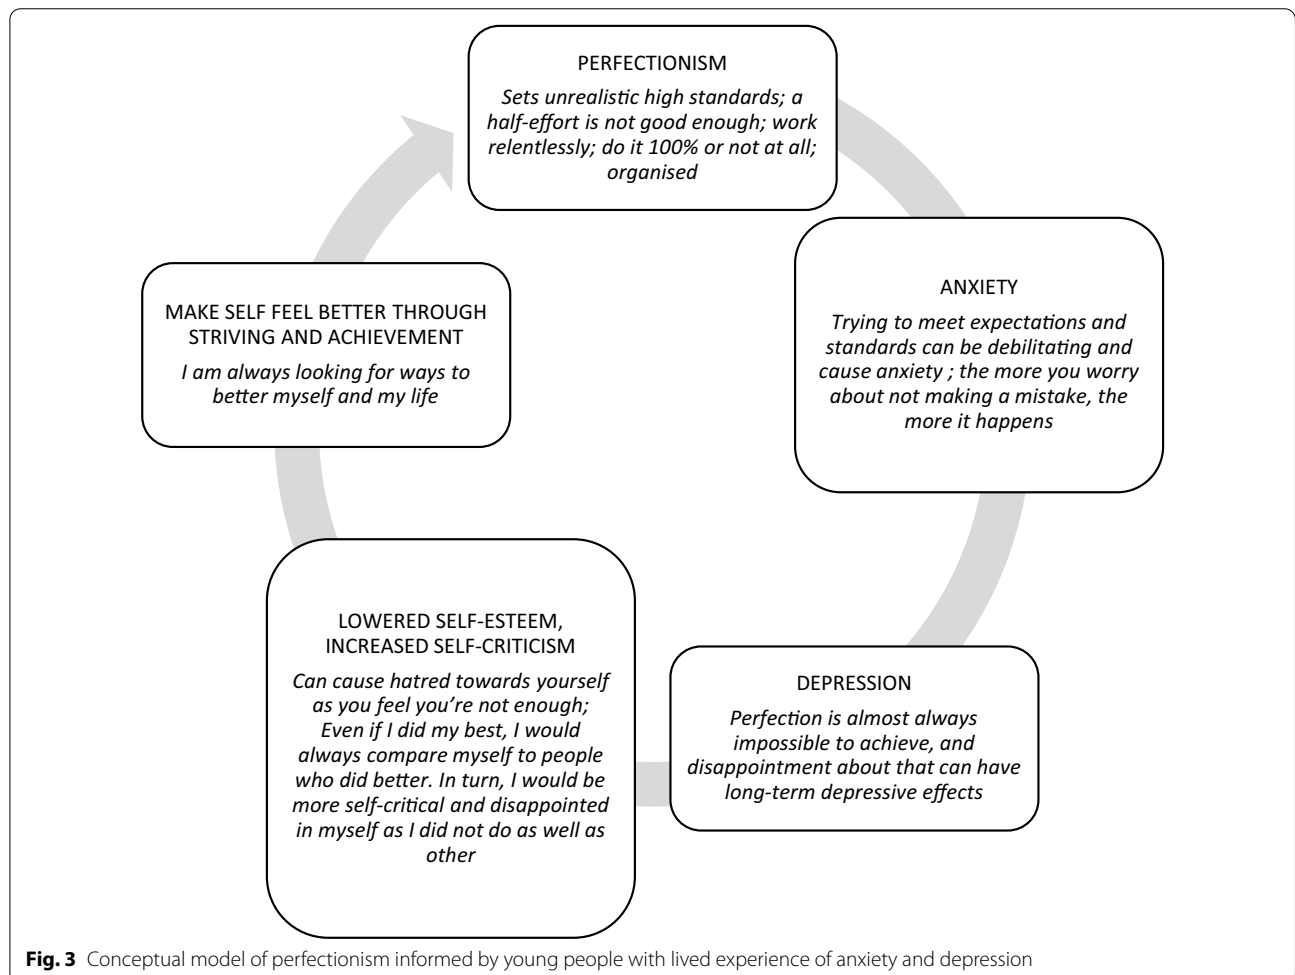 PERFECTIONISM
Sets unrealistic high standards; a
half-effort is not good enough; work
relentlessly; do it 100% or not at all;
organised
ANXIETY
Trying to meet expectations and
standards can be debilitating and
cause anxiety ; the more you worry
about not making a mistake, the
more it happens
DEPRESSION
Perfection is almost always
impossible to achieve, and
disappointment about that can have
long-term depressive effects
LOWERED SELF-ESTEEM,
INCREASED SELF-CRITICISM
Can cause hatred towards yourself
as you feel you’re not enough;
Even if I did my best, I would
always compare myself to people
who did better. In turn, I would be
more self-critical and disappointed
in myself as I did not do as well as
other
MAKE SELF FEEL BETTER THROUGH
STRIVING AND ACHIEVEMENT
I am always looking for ways to
better myself and my life
Fig. 3 Conceptual model of perfectionism informed by young people with lived experience of anxiety and depression